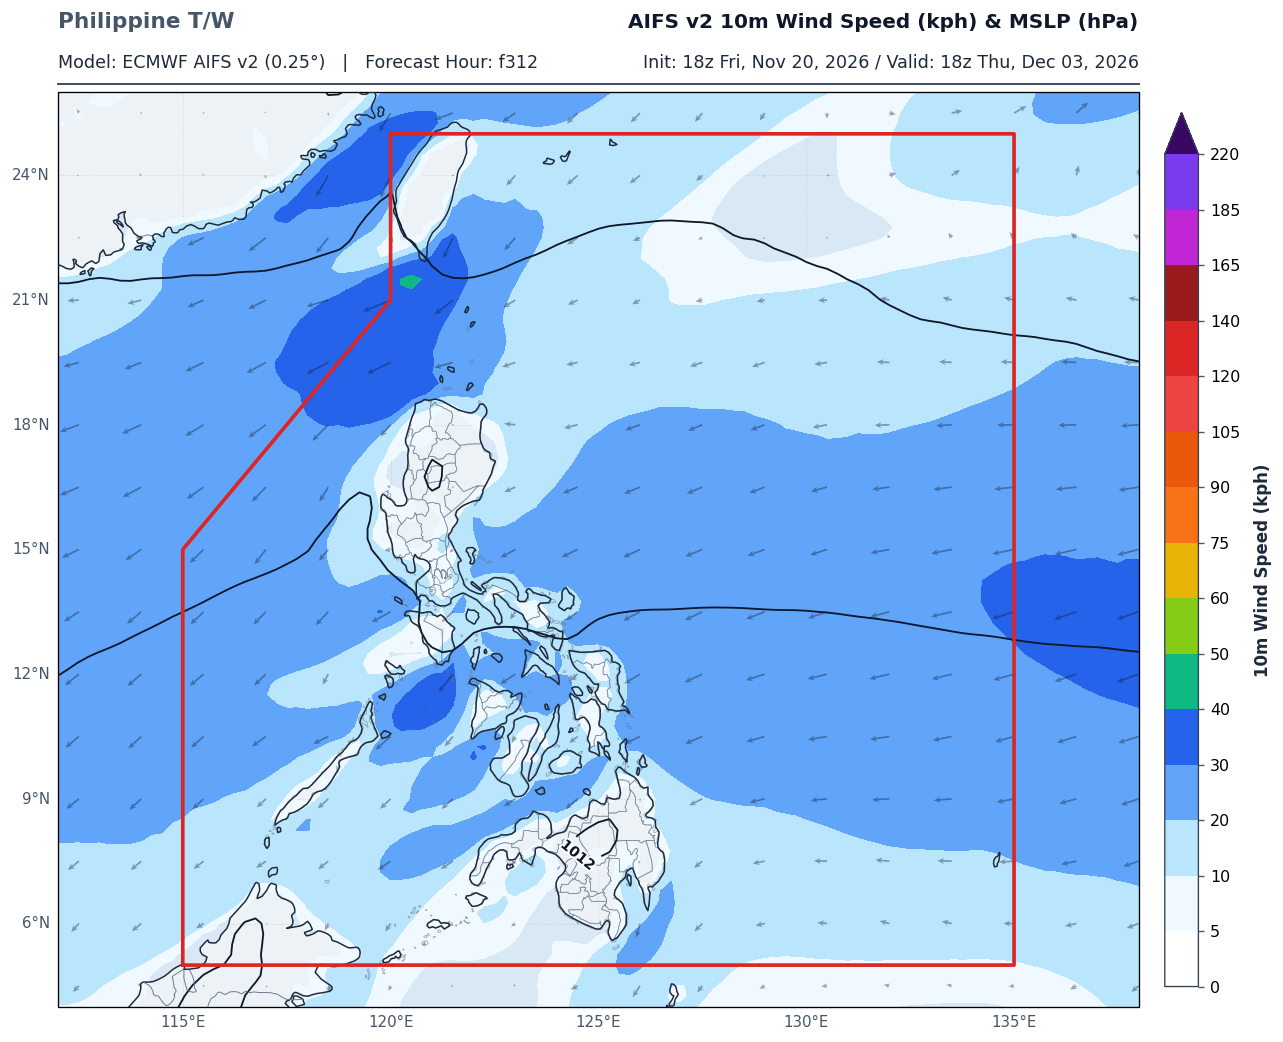 Philippine T/W
AIFS v2 10m Wind Speed (kph) & MSLP (hPa)
Model: ECMWF AIFS v2 (0.25°)   |   Forecast Hour: f312
Init: 18z Fri, Nov 20, 2026 / Valid: 18z Thu, Dec 03, 2026
24°N
21°N
18°N
15°N
12°N
9°N
6°N
115°E
120°E
125°E
130°E
135°E
1012
220
185
165
140
120
105
90
75
60
50
40
30
20
10
5
0
10m Wind Speed (kph)